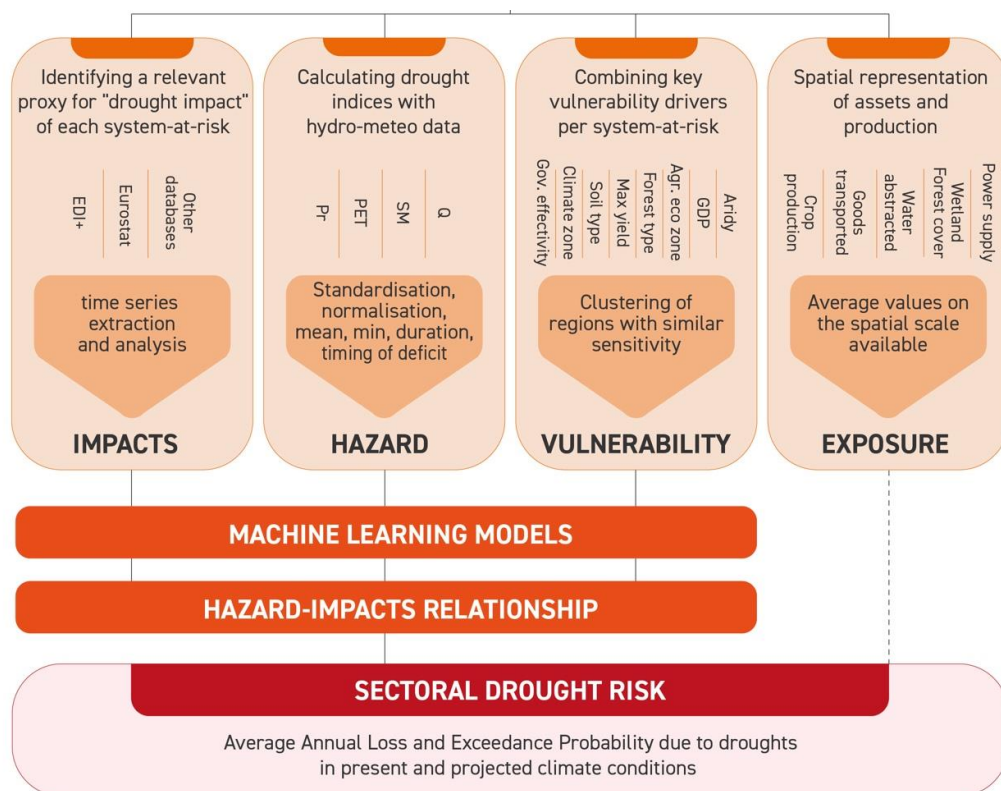 Identifying a relevant
proxy for "drought impact"
of each system-at-risk
EDI+
Eurostat
Other
databases
time series
extraction
and analysis
IMPACTS
Calculating drought
indices with
hydro-meteo data
Pr
PET
SM
Q
Standardisation,
normalisation,
mean, min, duration,
timing of deficit
HAZARD
Combining key
vulnerability drivers
per system-at-risk
Gov. effectivity
Climate zone
Soil type
Max yield
Forest type
Agr. eco zone
GDP
Aridy
Clustering of
regions with similar
sensitivity
VULNERABILITY
Spatial representation
of assets and
production
Crop
production
Goods
transported
Water
abstracted
Forest cover
Wetland
Power supply
Average values on
the spatial scale
available
EXPOSURE
MACHINE LEARNING MODELS
HAZARD-IMPACTS RELATIONSHIP
SECTORAL DROUGHT RISK
Average Annual Loss and Exceedance Probability due to droughts
in present and projected climate conditions